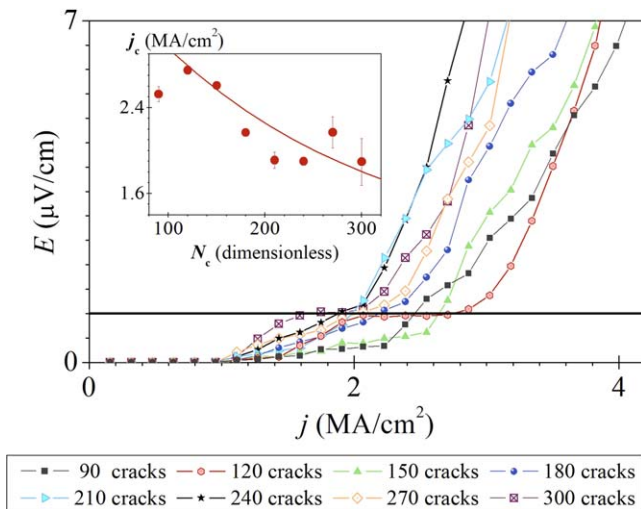 7
j_c (MA/cm²)
2.4
1.6
100 200 300
N_c (dimensionless)
E (μV/cm)
0
0 2 4
j (MA/cm²)
90 cracks 120 cracks 150 cracks 180 cracks
210 cracks 240 cracks 270 cracks 300 cracks